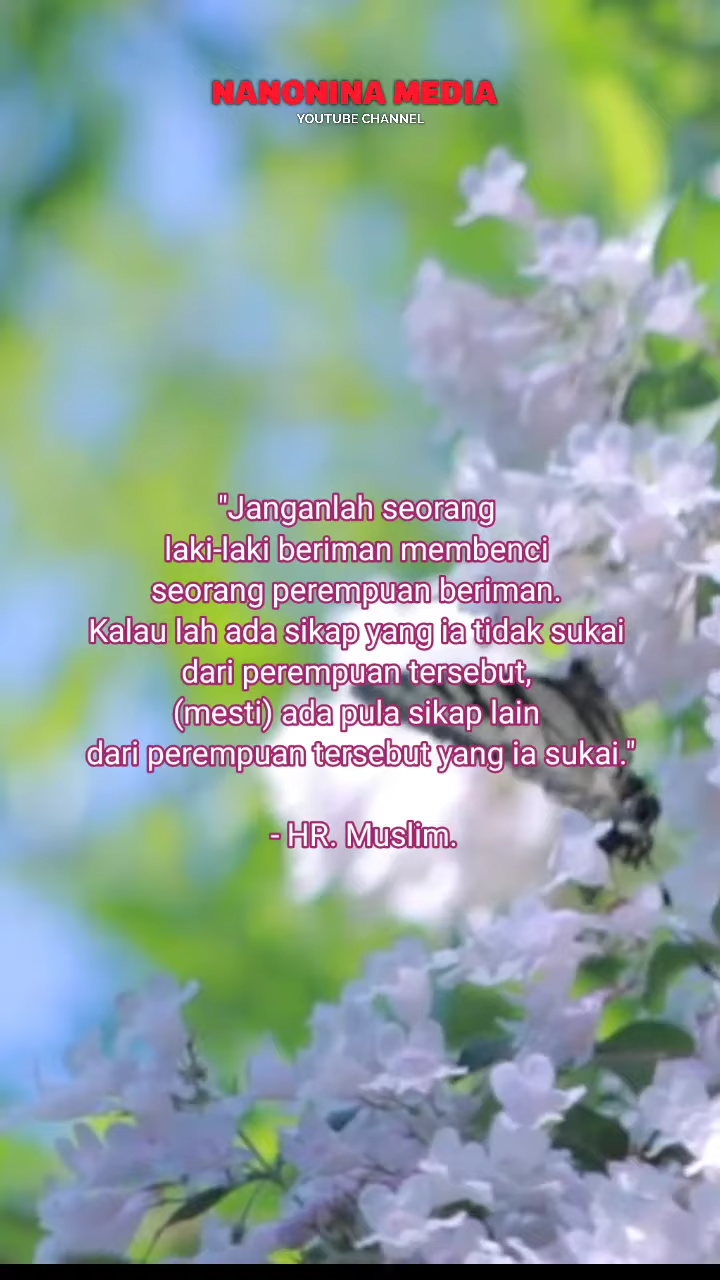 NANONINA MEDIA
YOUTUBE CHANNEL
"Janganlah seorang
laki-laki beriman membenci
seorang perempuan beriman.
Kalau lah ada sikap yang ia tidak sukai
dari perempuan tersebut,
(mesti) ada pula sikap lain
dari perempuan tersebut yang ia sukai."
- HR. Muslim.